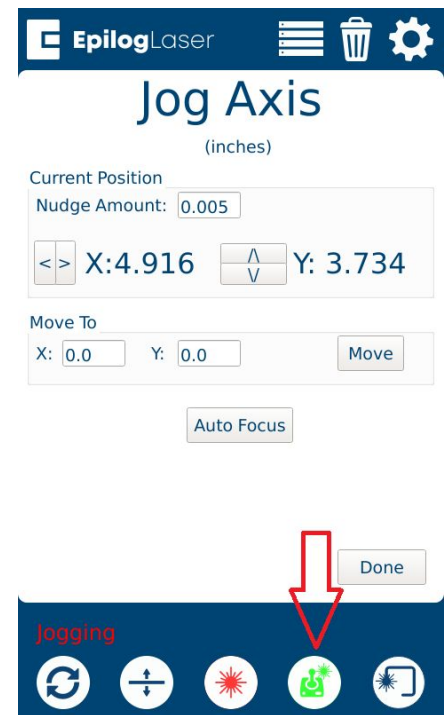 EpilogLaser
Jog Axis
(inches)
Current Position
Nudge Amount: 0.005
< > X:4.916 /\ \/ Y: 3.734
Move To
X: 0.0 Y: 0.0 Move
Auto Focus
Done
Jogging